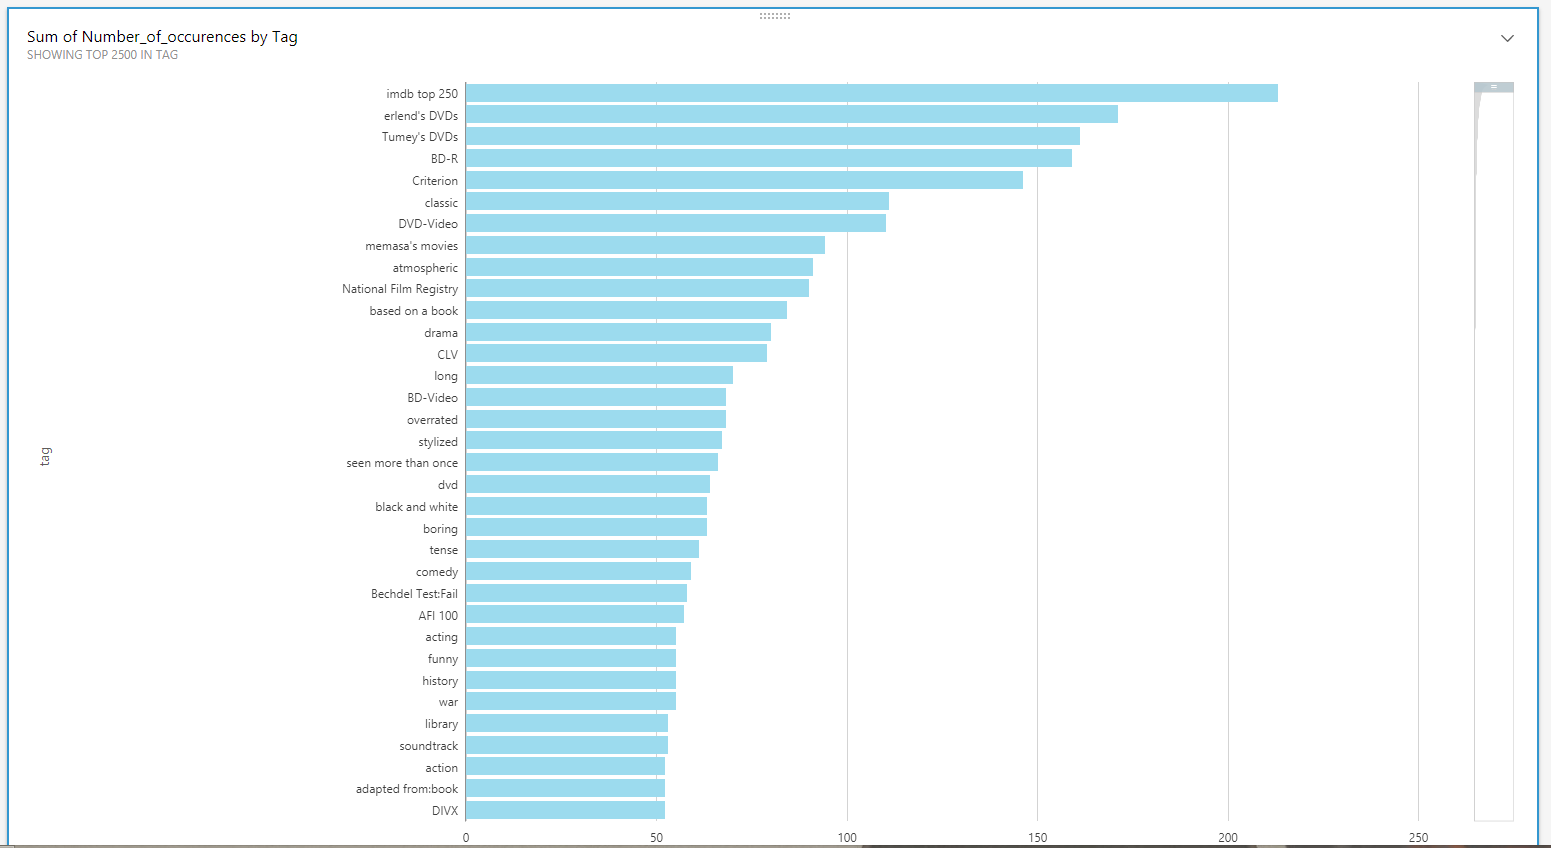 Sum of Number_of_occurences by Tag
SHOWING TOP 2500 IN TAG
imdb top 250
erlend's DVDs
Tumey's DVDs
BD-R
Criterion
classic
DVD-Video
memasa's movies
atmospheric
National Film Registry
based on a book
drama
CLV
long
BD-Video
overrated
stylized
seen more than once
dvd
black and white
boring
tense
comedy
Bechdel Test:Fail
AFI 100
acting
funny
history
war
library
soundtrack
action
adapted from:book
DIVX
tag
0 50 100 150 200 250